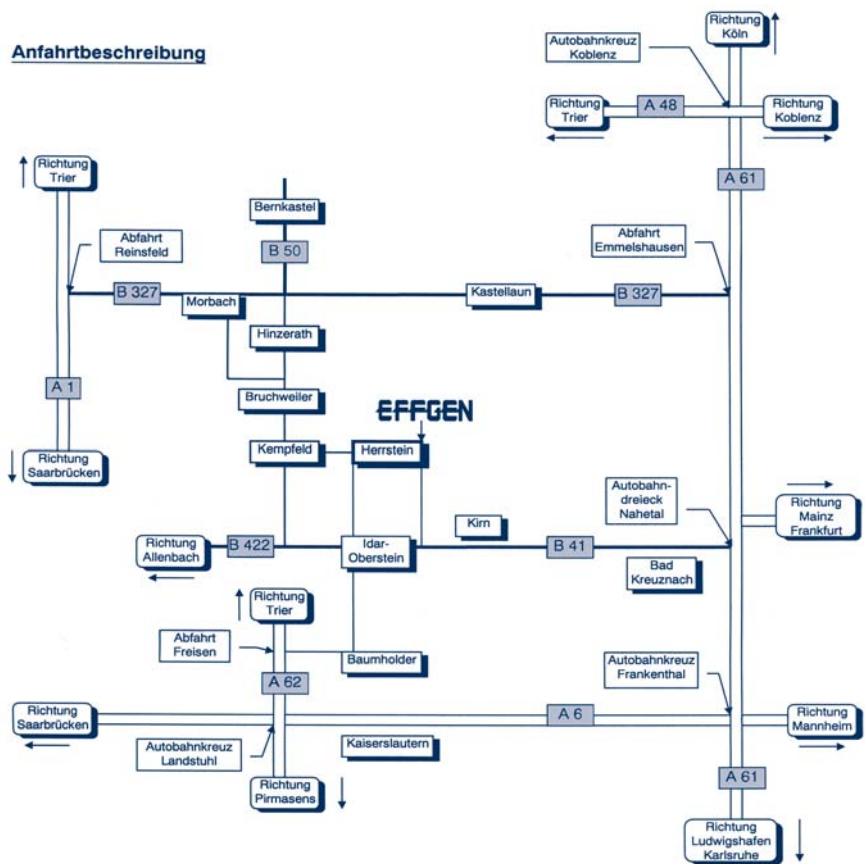 Anfahrtbeschreibung
Richtung
Köln
Autobahnkreuz
Koblenz
Richtung
Trier
A 48
Richtung
Koblenz
Richtung
Trier
A 61
Bernkastel
Abfahrt
Reinsfeld
B 50
Abfahrt
Emmelshausen
B 327
Morbach
Kastellaun
B 327
Hinzerath
A 1
Bruchweiler
EFFGEN
Kempfeld
Herrstein
Richtung
Saarbrücken
Autobahn-
dreieck
Nahetal
Richtung
Mainz
Frankfurt
Kirn
Richtung
Allenbach
B 422
Idar-
Oberstein
B 41
Bad
Kreuznach
Richtung
Trier
Abfahrt
Freisen
Baumholder
Autobahnkreuz
Frankenthal
A 62
Richtung
Saarbrücken
A 6
Richtung
Mannheim
Autobahnkreuz
Landstuhl
Kaiserslautern
Richtung
Pirmasens
A 61
Richtung
Ludwigshafen
Karlsruhe